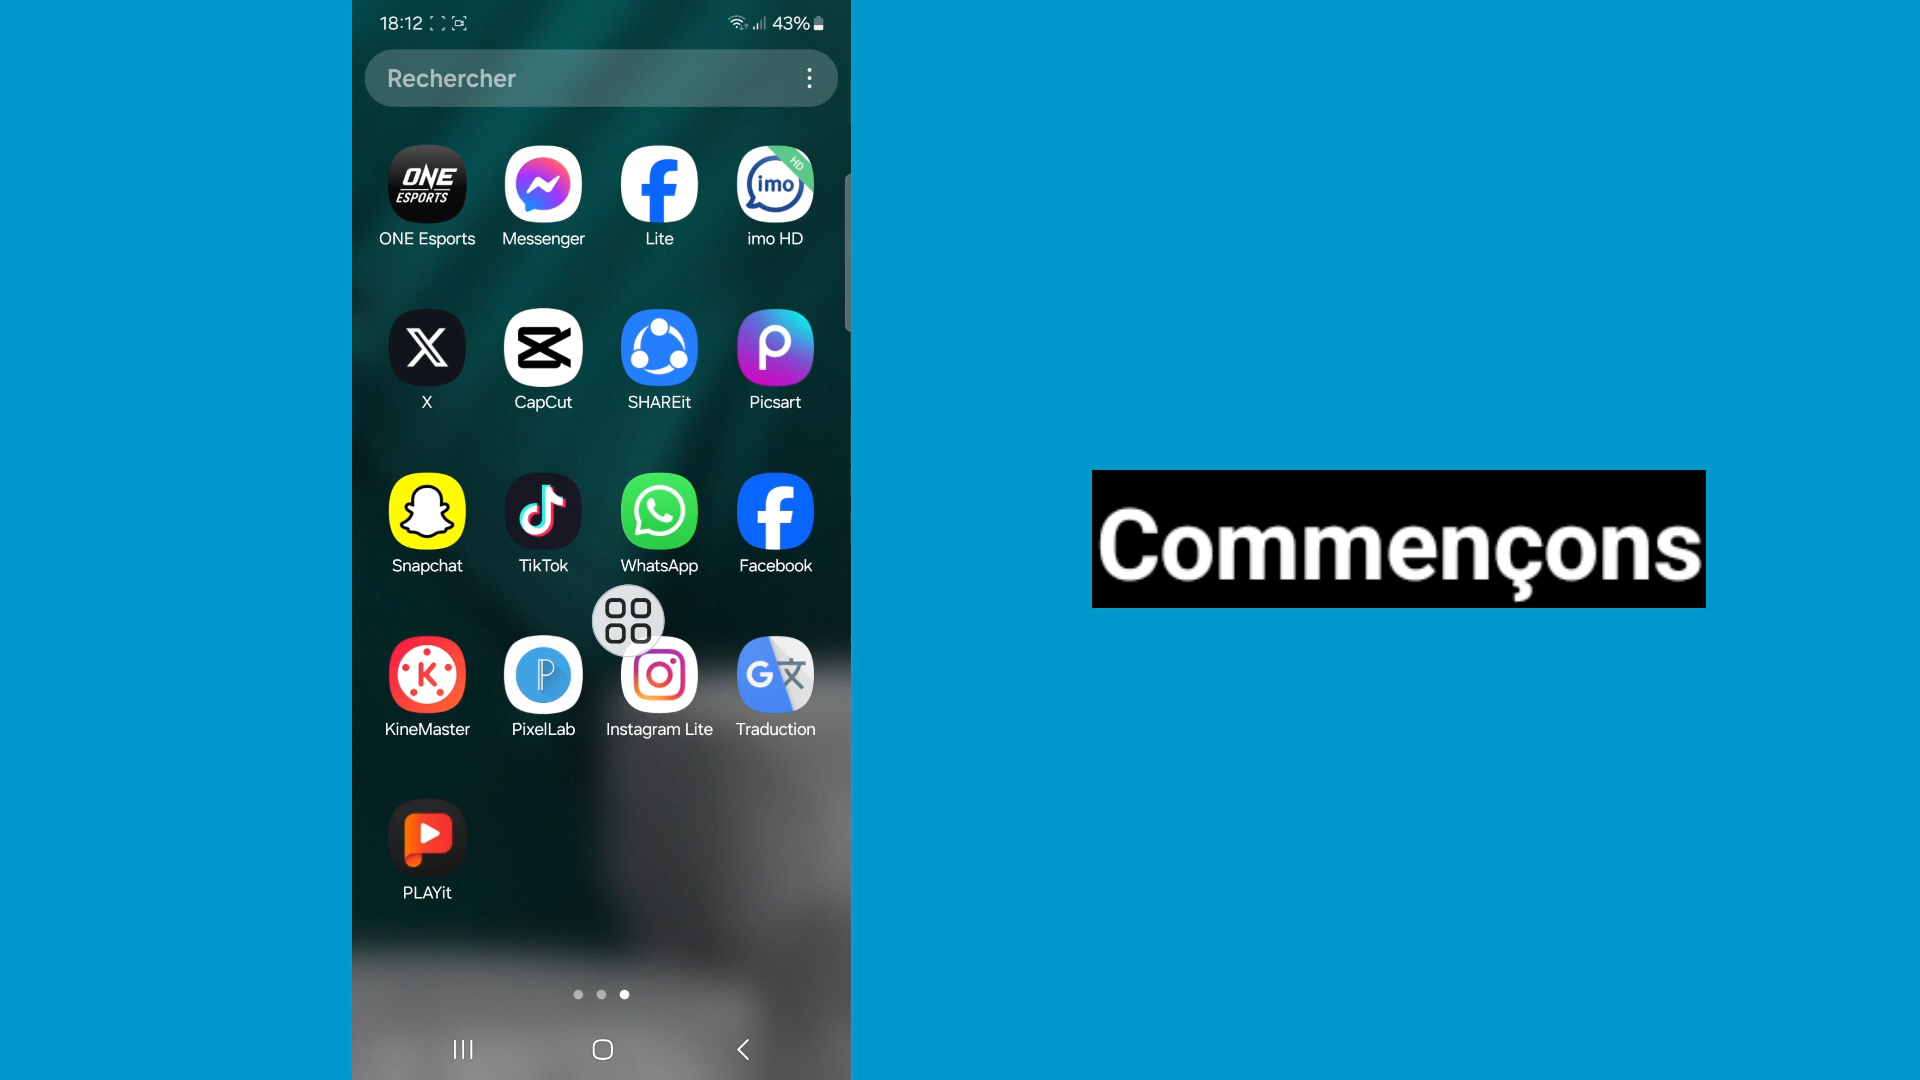 18:12 43%
Rechercher
ONE ESPORTS
HD
imo
ONE Esports Messenger Lite imo HD
X CapCut SHAREit Picsart
Snapchat TikTok WhatsApp Facebook
KineMaster PixelLab Instagram Lite Traduction
PLAYit
Commençons